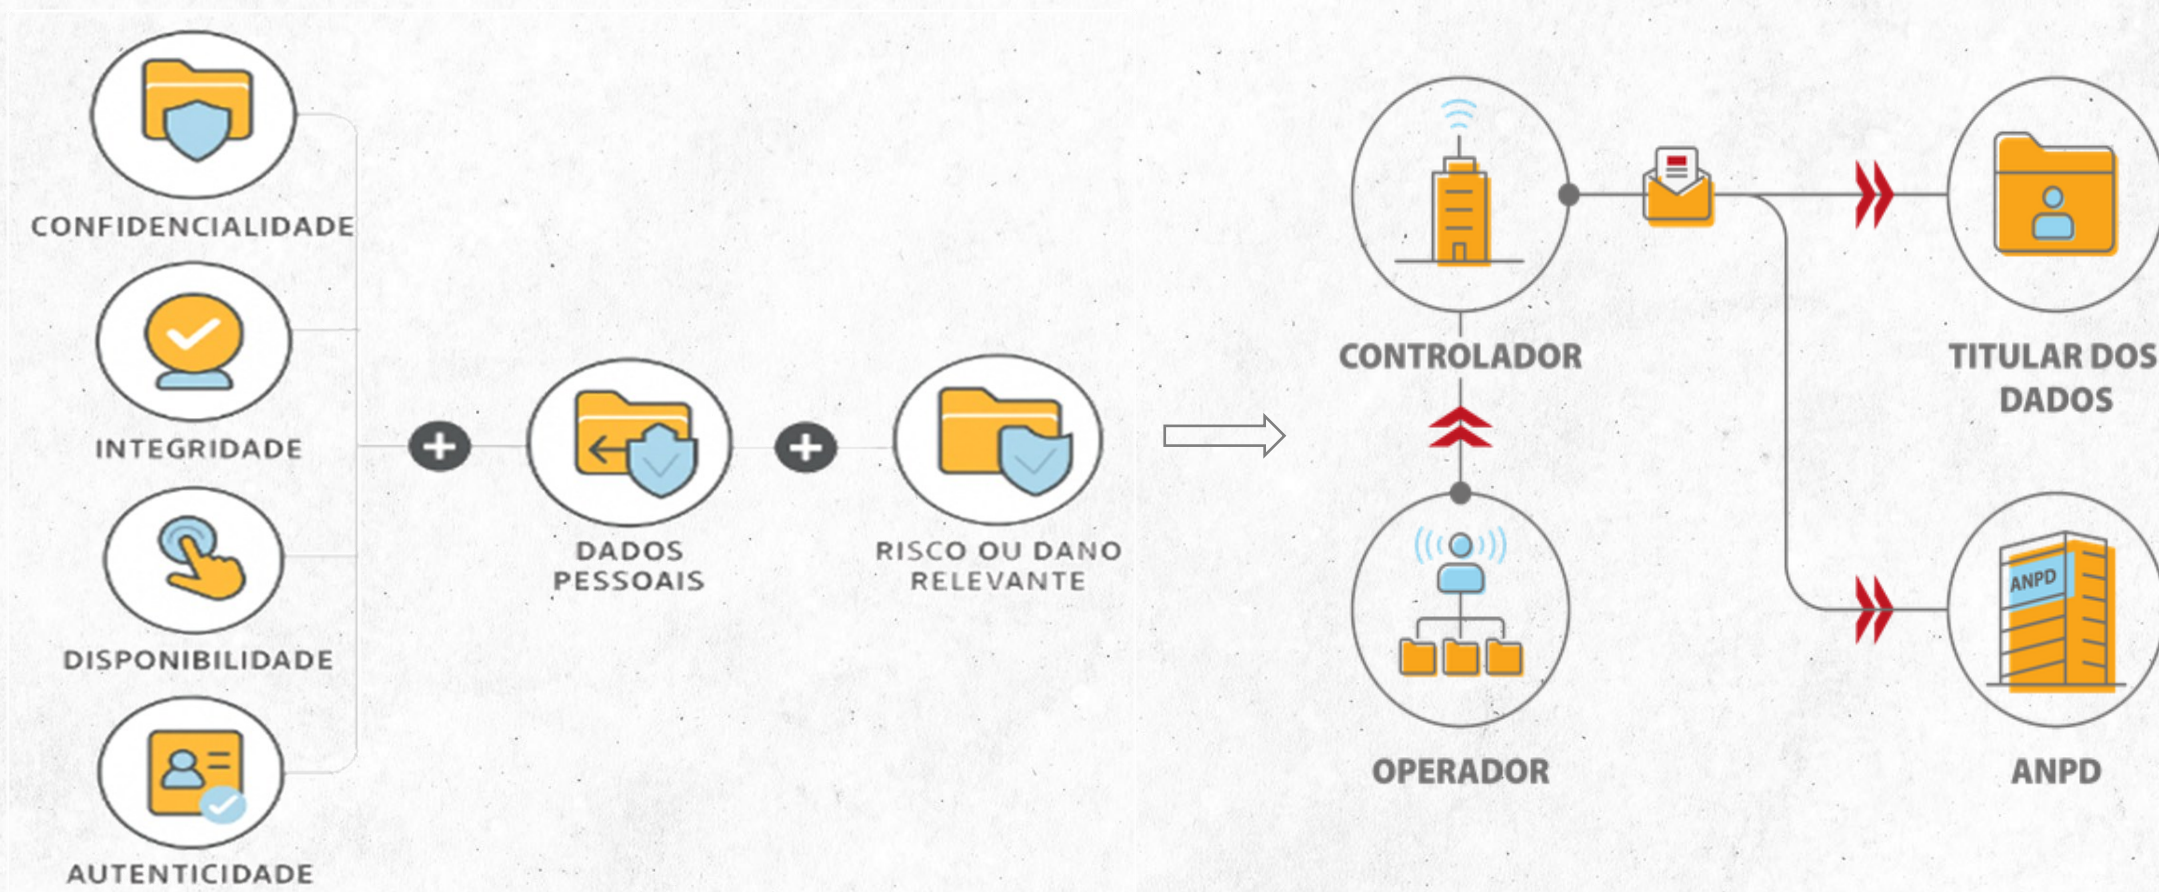 CONFIDENCIALIDADE
INTEGRIDADE
DISPONIBILIDADE
AUTENTICIDADE
DADOS
PESSOAIS
RISCO OU DANO
RELEVANTE
CONTROLADOR
OPERADOR
TITULAR DOS
DADOS
ANPD
ANPD